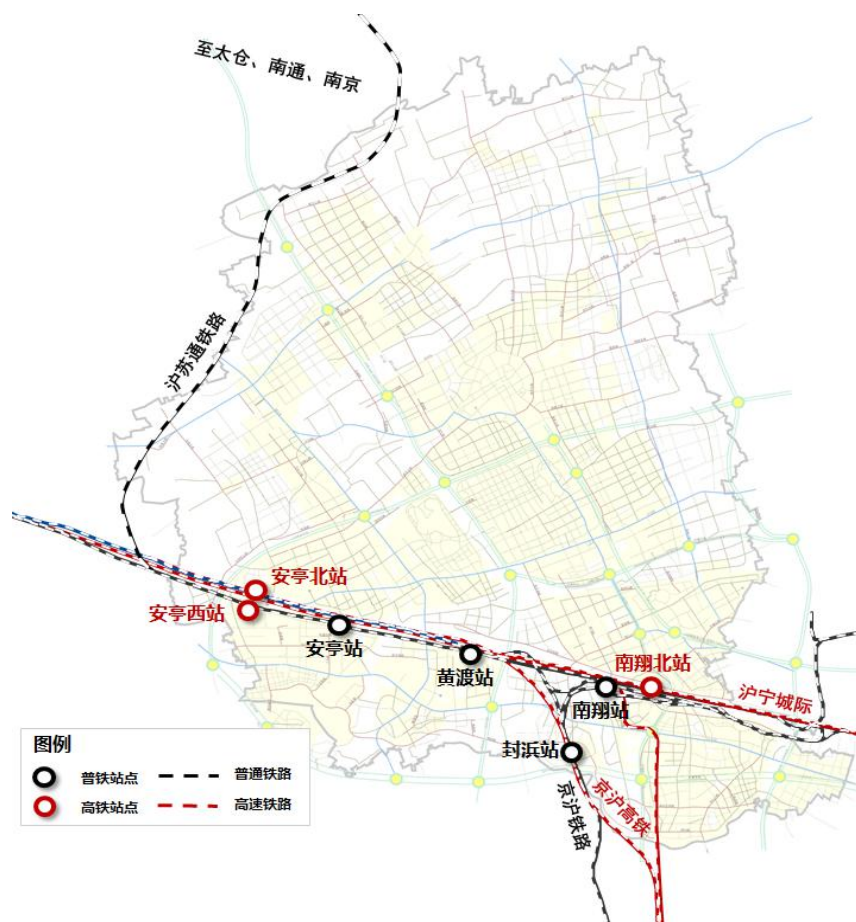 至太仓、南通、南京
沪苏通铁路
安亭北站
安亭西站
安亭站
黄渡站
南翔北站
南翔站
沪宁城际
封浜站
京沪高铁
京沪铁路
图例
普铁站点
普通铁路
高铁站点
高速铁路